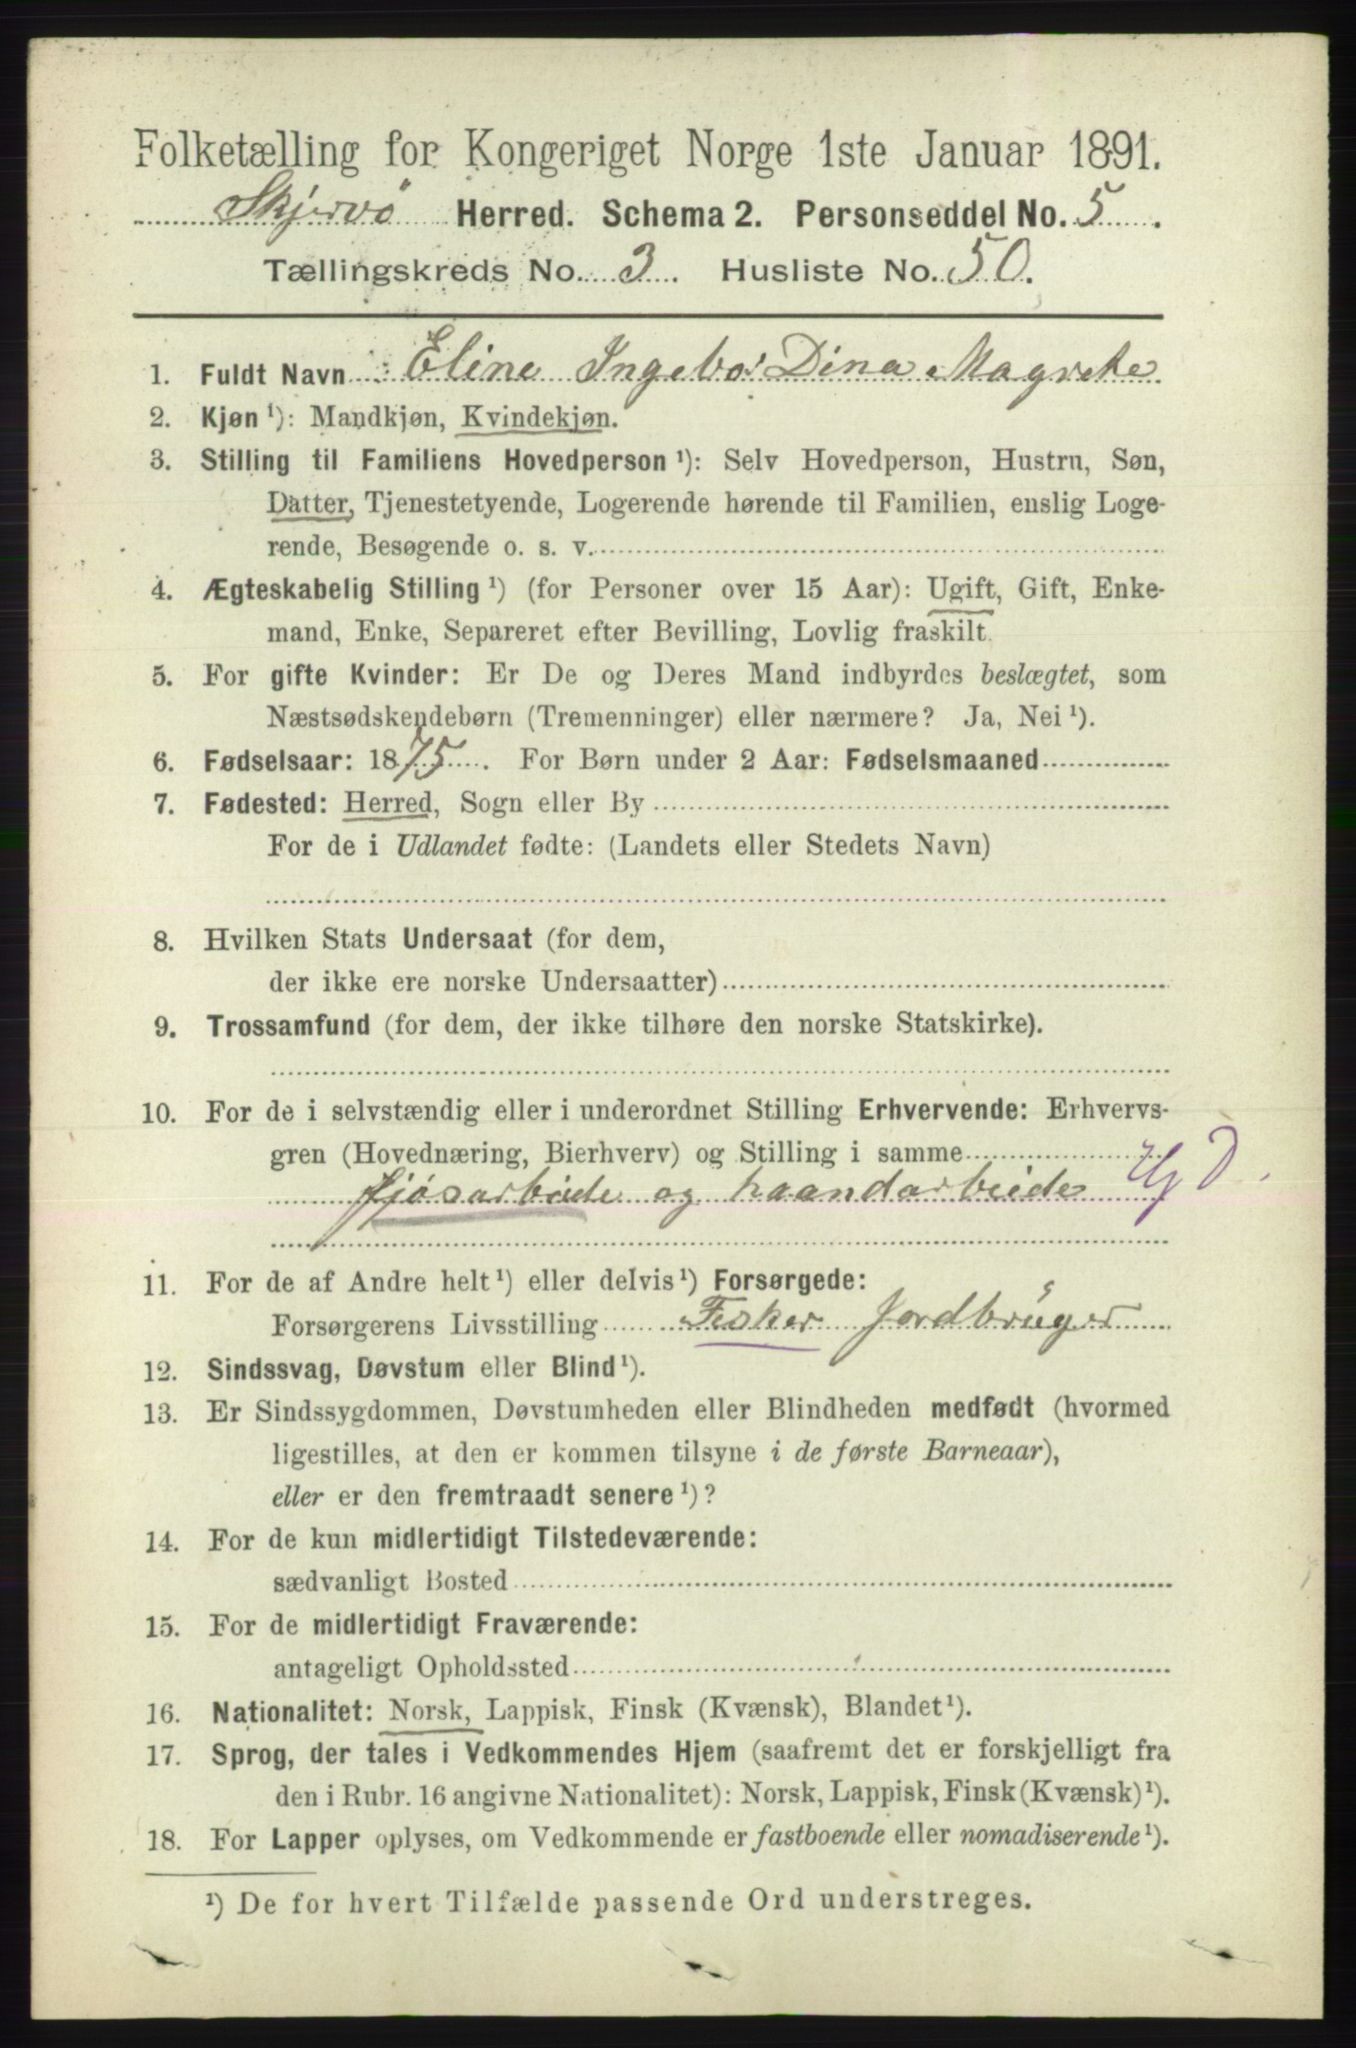 Folketælling for Kongeriget Norge 1ste Januar 1891.
Skjervö Herred. Schema 2. Personseddel No. 5.
Tællingskreds No. 3. Husliste No. 50.
1. Fuldt Navn Eline Ingebor Dina Magrete
2. Kjøn ¹): Mandkjøn, Kvindekjøn.
3. Stilling til Familiens Hovedperson ¹): Selv Hovedperson, Hustru, Søn,
Datter, Tjenestetyende, Logerende hørende til Familien, enslig Loge-
rende, Besøgende o. s. v.
4. Ægteskabelig Stilling ¹) (for Personer over 15 Aar): Ugift, Gift, Enke-
mand, Enke, Separeret efter Bevilling, Lovlig fraskilt.
5. For gifte Kvinder: Er De og Deres Mand indbyrdes beslægtet, som
Næstsødskendebørn (Tremenninger) eller nærmere? Ja, Nei ¹).
6. Fødselsaar: 1875. For Børn under 2 Aar: Fødselsmaaned
7. Fødested: Herred, Sogn eller By
For de i Udlandet fødte: (Landets eller Stedets Navn)
8. Hvilken Stats Undersaat (for dem,
der ikke ere norske Undersaatter)
9. Trossamfund (for dem, der ikke tilhøre den norske Statskirke).
10. For de i selvstændig eller i underordnet Stilling Erhvervende: Erhvervs-
gren (Hovednæring, Bierhverv) og Stilling i samme
fjösarbeide og haandarbeide
11. For de af Andre helt ¹) eller delvis ¹) Forsørgede:
Forsørgerens Livsstilling Fisker Jordbrüger
12. Sindssvag, Døvstum eller Blind ¹).
13. Er Sindssygdommen, Døvstumheden eller Blindheden medfødt (hvormed
ligestilles, at den er kommen tilsyne i de første Barneaar),
eller er den fremtraadt senere ¹)?
14. For de kun midlertidigt Tilstedeværende:
sædvanligt Bosted
15. For de midlertidigt Fraværende:
antageligt Opholdssted
16. Nationalitet: Norsk, Lappisk, Finsk (Kvænsk), Blandet ¹).
17. Sprog, der tales i Vedkommendes Hjem (saafremt det er forskjelligt fra
den i Rubr. 16 angivne Nationalitet): Norsk, Lappisk, Finsk (Kvænsk) ¹).
18. For Lapper oplyses, om Vedkommende er fastboende eller nomadiserende ¹).
¹) De for hvert Tilfælde passende Ord understreges.